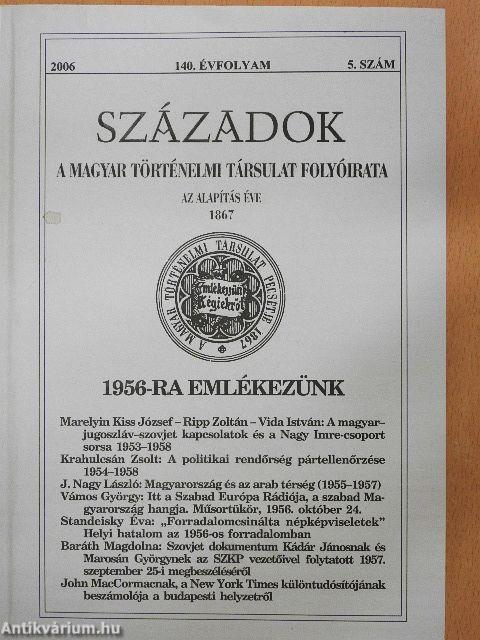 2006 140. ÉVFOLYAM 5. SZÁM
SZÁZADOK
A MAGYAR TÖRTÉNELMI TÁRSULAT FOLYÓIRATA
AZ ALAPÍTÁS ÉVE
1867
A MAGYAR TÖRTÉNELMI TÁRSULAT PECSÉTJE 1867
Emlékezzünk
Régiekről
1956-RA EMLÉKEZÜNK
Marelyin Kiss József – Ripp Zoltán – Vida István: A magyar–
jugoszláv–szovjet kapcsolatok és a Nagy Imre-csoport
sorsa 1953–1958
Krahulcsán Zsolt: A politikai rendőrség pártellenőrzése
1954–1958
J. Nagy László: Magyarország és az arab térség (1955–1957)
Vámos György: Itt a Szabad Európa Rádiója, a szabad Ma-
gyarország hangja. Műsortükör, 1956. október 24.
Standeisky Éva: „Forradalomcsinálta népképviseletek”
Helyi hatalom az 1956-os forradalomban
Baráth Magdolna: Szovjet dokumentum Kádár Jánosnak és
Marosán Györgynek az SZKP vezetőivel folytatott 1957.
szeptember 25-i megbeszéléséről
John MacCormacnak, a New York Times különtudósítójának
beszámolója a budapesti helyzetről
Antikvárium.hu